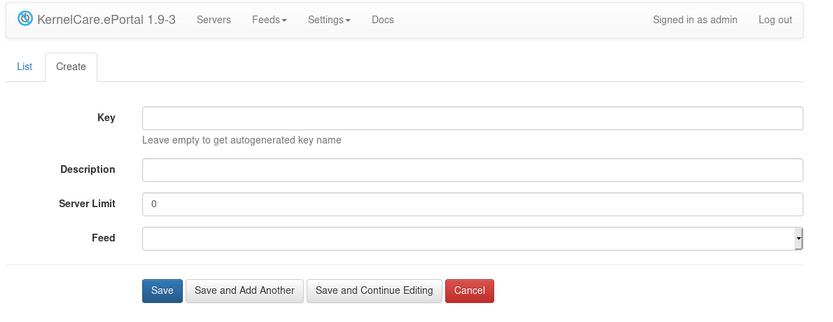 KernelCare.ePortal 1.9-3 Servers Feeds Settings Docs Signed in as admin Log out
List Create
Key
Leave empty to get autogenerated key name
Description
Server Limit 0
Feed
Save Save and Add Another Save and Continue Editing Cancel